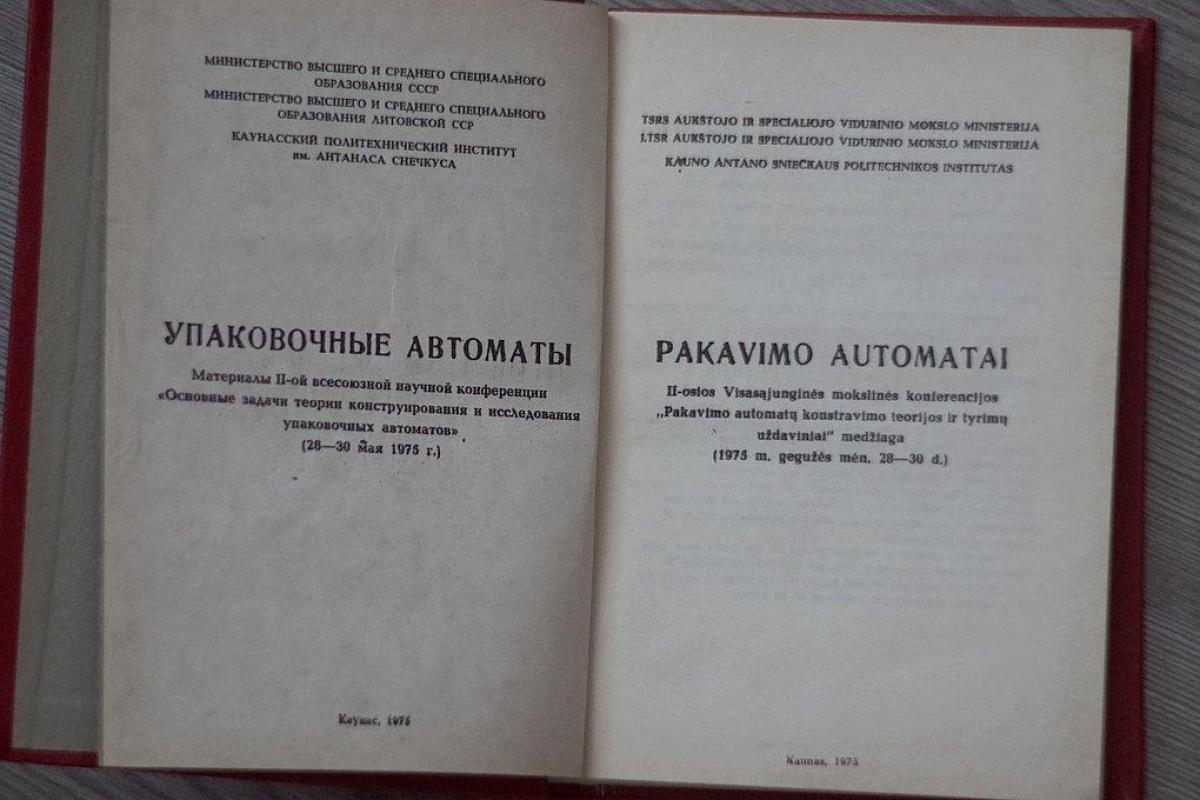 МИНИСТЕРСТВО ВЫСШЕГО И СРЕДНЕГО СПЕЦИАЛЬНОГО
ОБРАЗОВАНИЯ СССР
МИНИСТЕРСТВО ВЫСШЕГО И СРЕДНЕГО СПЕЦИАЛЬНОГО
ОБРАЗОВАНИЯ ЛИТОВСКОЙ ССР
КАУНАССКИЙ ПОЛИТЕХНИЧЕСКИЙ ИНСТИТУТ
им. АНТАНАСА СНЕЧКУСА
УПАКОВОЧНЫЕ АВТОМАТЫ
Материалы II-ой всесоюзной научной конференции
«Основные задачи теории конструирования и исследования
упаковочных автоматов»
(28—30 мая 1975 г.)
Каунас, 1975
TSRS AUKŠTOJO IR SPECIALIOJO VIDURINIO MOKSLO MINISTERIJA
LTSR AUKŠTOJO IR SPECIALIOJO VIDURINIO MOKSLO MINISTERIJA
KAUNO ANTANO SNIEČKAUS POLITECHNIKOS INSTITUTAS
PAKAVIMO AUTOMATAI
II-osios Visasąjunginės mokslinės konferencijos
„Pakavimo automatų konstravimo teorijos ir tyrimų
uždaviniai“ medžiaga
(1975 m. gegužės mėn. 28—30 d.)
Kaunas, 1975